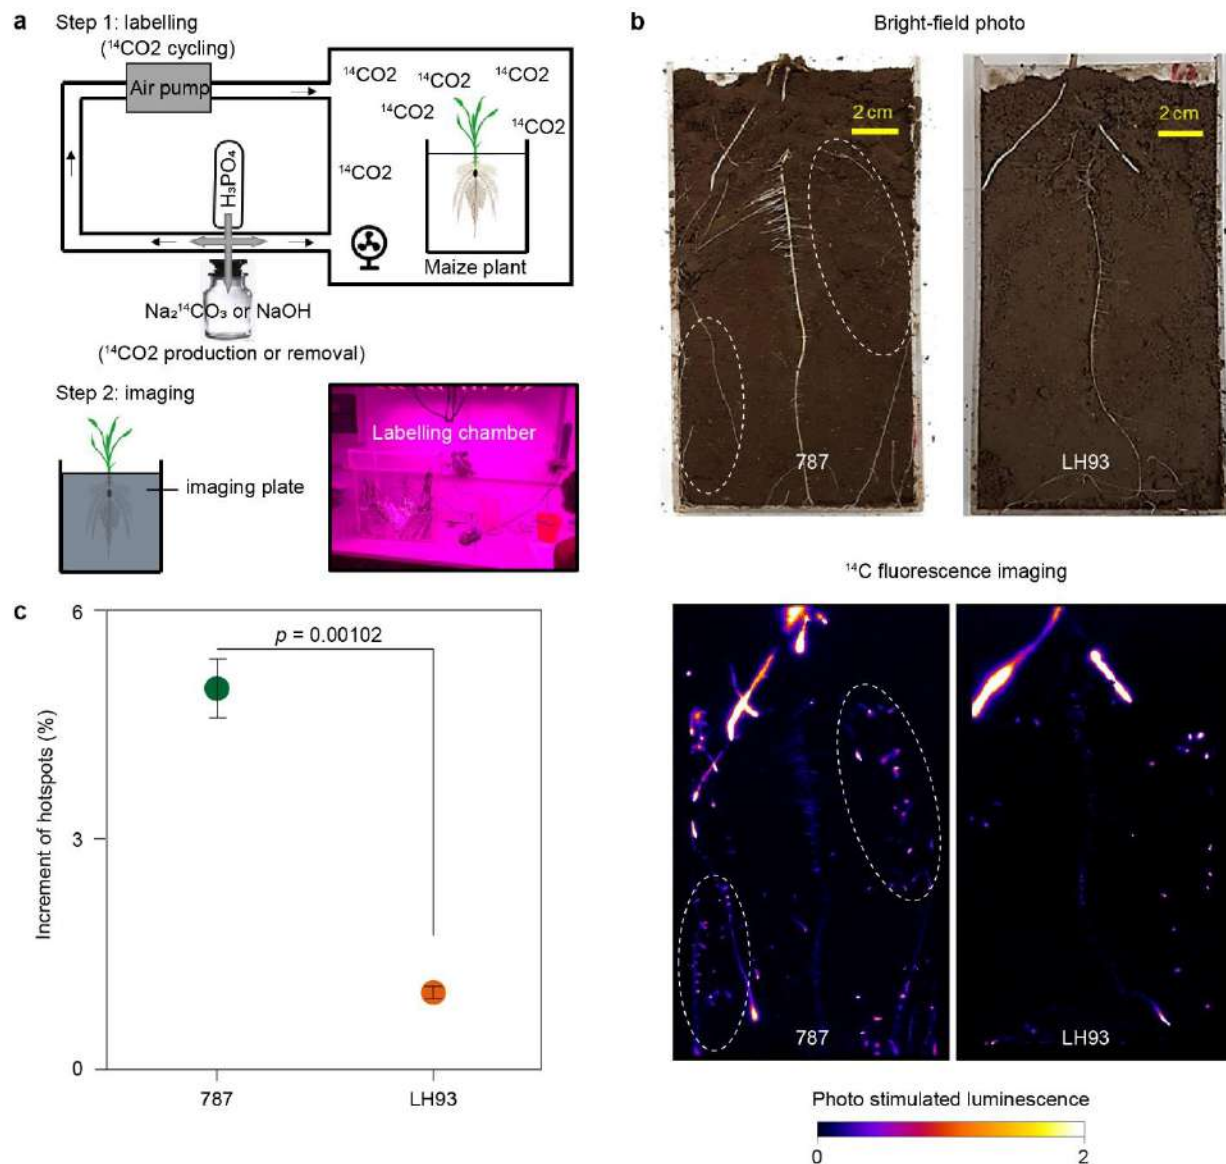 a Step 1: labelling
(¹⁴CO2 cycling)
Air pump
¹⁴CO2
¹⁴CO2
¹⁴CO2
¹⁴CO2
¹⁴CO2
¹⁴CO2
H₃PO₄
Maize plant
Na₂¹⁴CO₃ or NaOH
(¹⁴CO2 production or removal)
Step 2: imaging
imaging plate
Labelling chamber
b Bright-field photo
2 cm
2 cm
787
LH93
¹⁴C fluorescence imaging
787
LH93
Photo stimulated luminescence
0
2
c
Increment of hotspots (%)
6
3
0
p = 0.00102
787
LH93